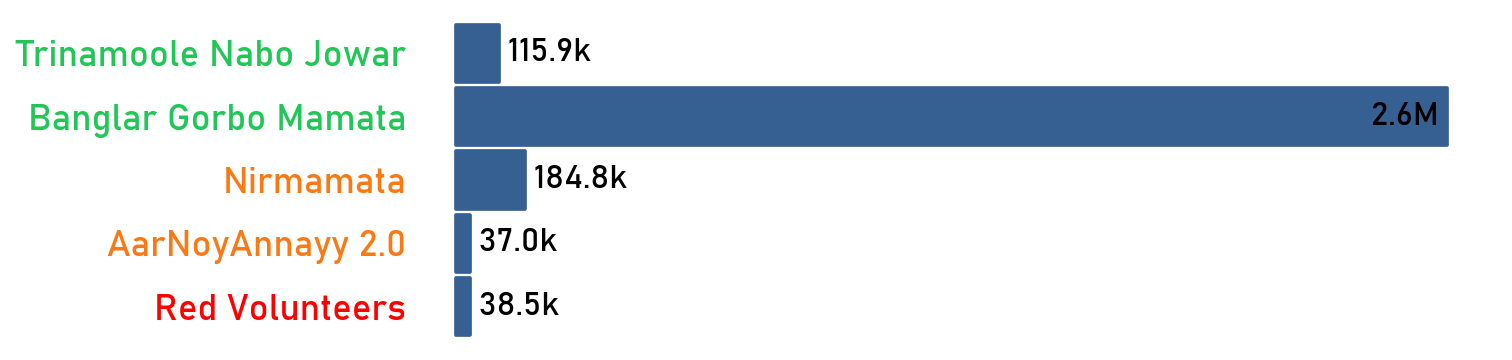 Trinamoole Nabo Jowar 115.9k
Banglar Gorbo Mamata 2.6M
Nirmamata 184.8k
AarNoyAnnayy 2.0 37.0k
Red Volunteers 38.5k